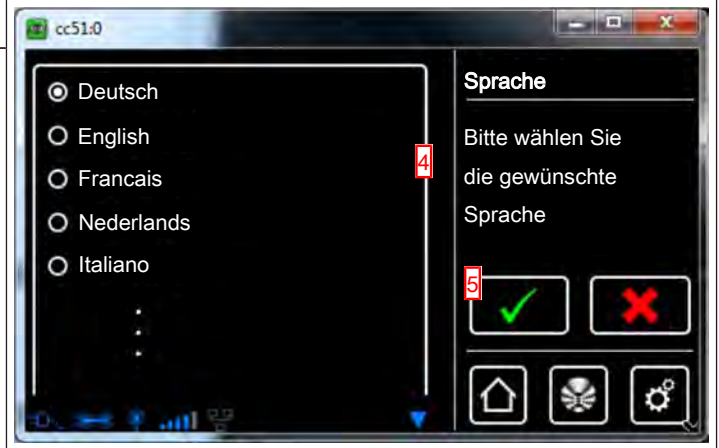 cc51:0
Deutsch
English
Francais
Nederlands
Italiano
4
Sprache
Bitte wählen Sie
die gewünschte
Sprache
5